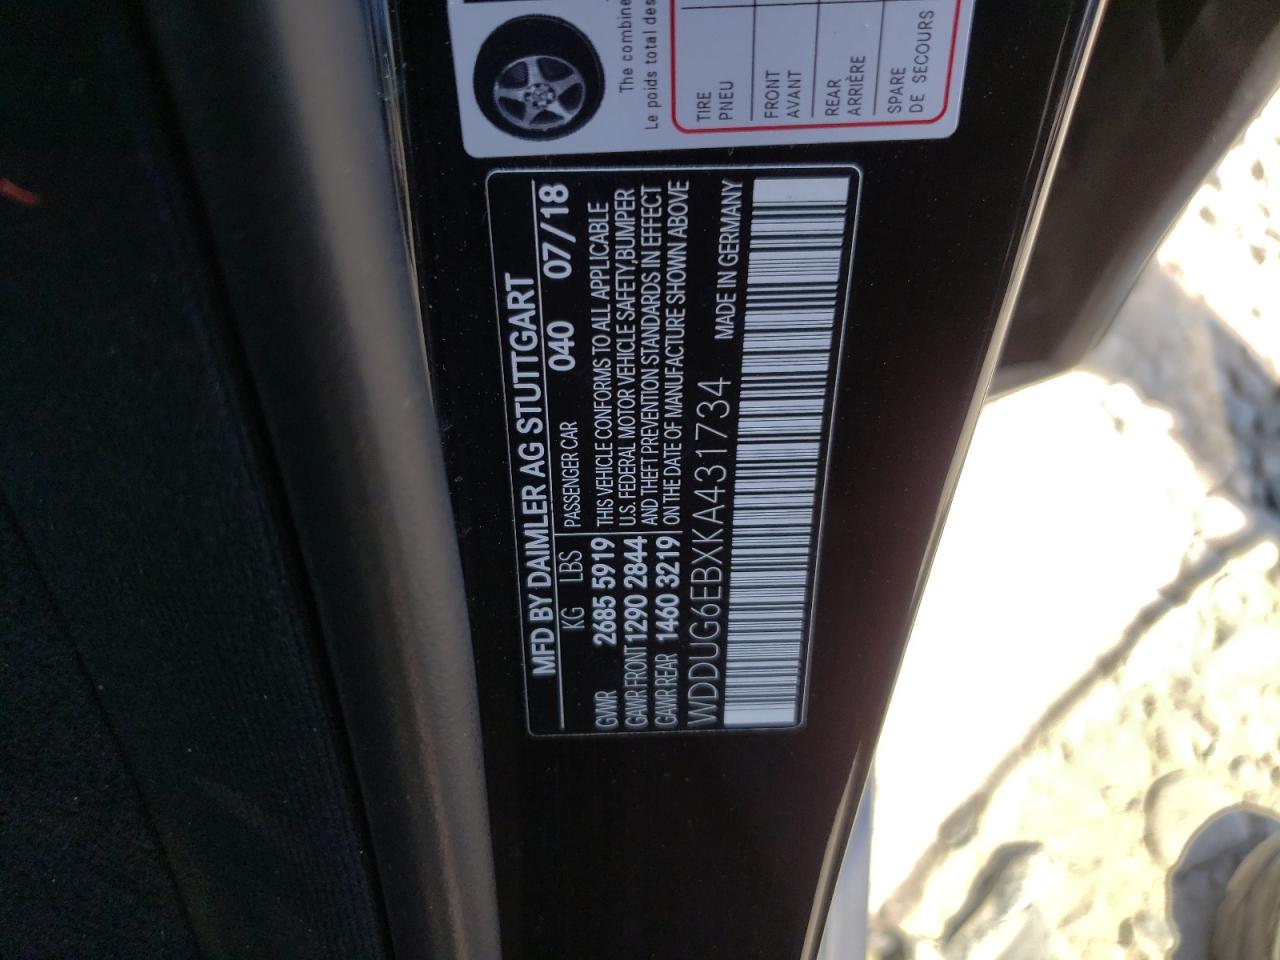 MFD BY DAIMLER AG STUTTGART
040 07/18
KG LBS
GVWR 2685 5919
GAWR FRONT 1290 2844
GAWR REAR 1460 3219
PASSENGER CAR
THIS VEHICLE CONFORMS TO ALL APPLICABLE
U.S. FEDERAL MOTOR VEHICLE SAFETY,BUMPER
AND THEFT PREVENTION STANDARDS IN EFFECT
ON THE DATE OF MANUFACTURE SHOWN ABOVE
WDDUG6EBXKA431734 MADE IN GERMANY
The combine
Le poids total des
TIRE
PNEU
FRONT
AVANT
REAR
ARRIÈRE
SPARE
DE SECOURS